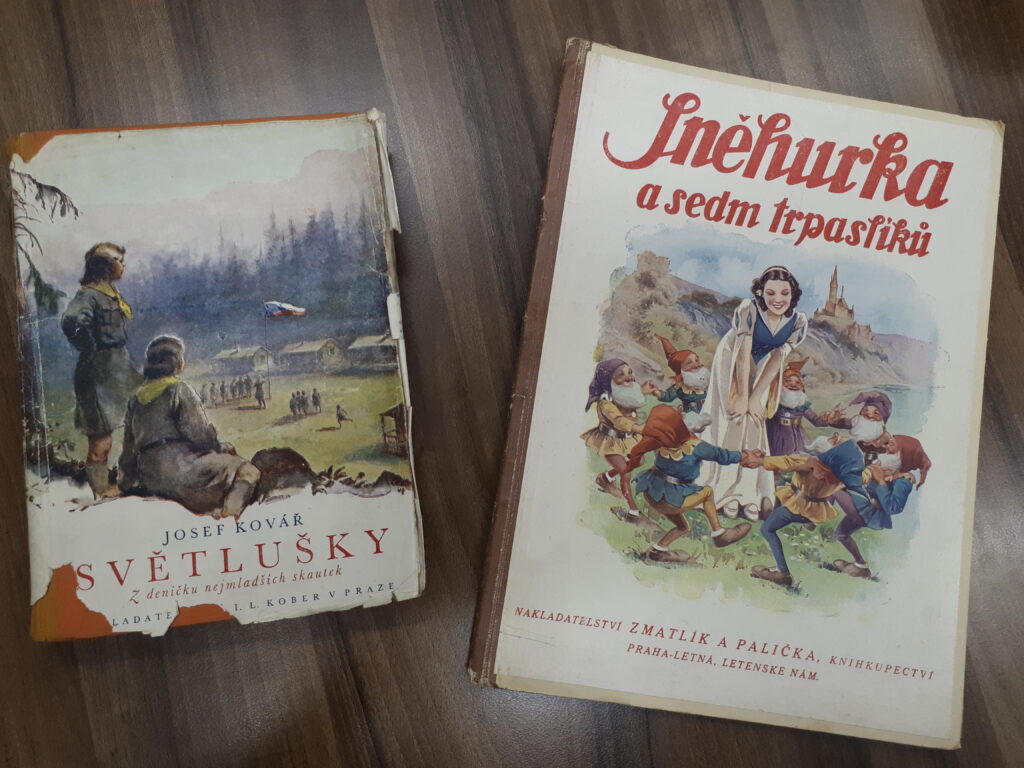 JOSEF KOVÁŘ
SVĚTLUŠKY
Z deníčku nejmladších skautek
I. L. KOBER V PRAZE
Sněhurka
a sedm trpaslíků
NAKLADATELSTVÍ ZMATLÍK A PALIČKA, KNIHKUPECTVÍ
PRAHA-LETNÁ, LETENSKÉ NÁM.